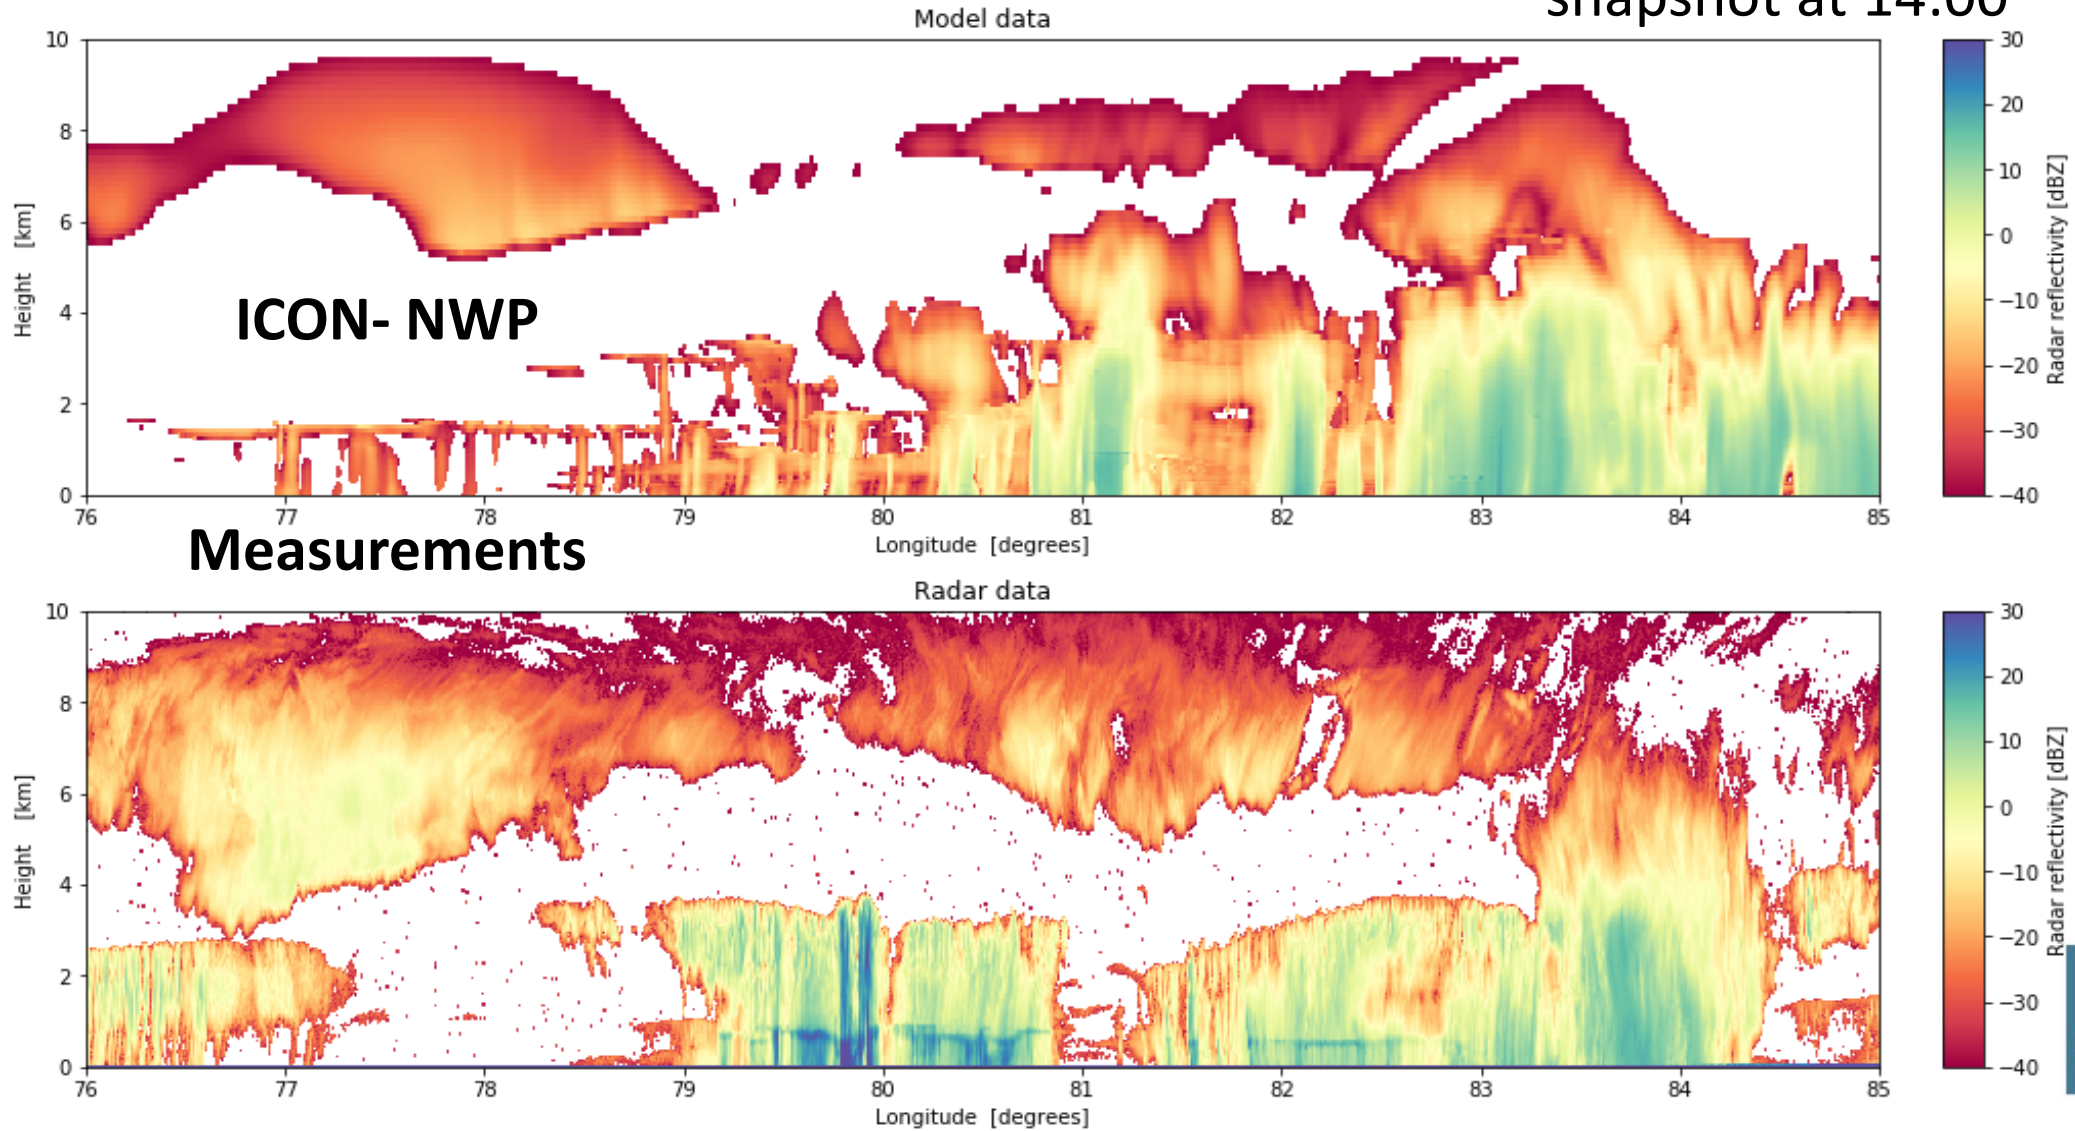 snapshot at 14:00
Model data
10
8
6
4
2
0
Height [km]
ICON- NWP
76 77 78 79 80 81 82 83 84 85
Longitude [degrees]
30
20
10
0
−10
−20
−30
−40
Radar reflectivity [dBZ]
Measurements
Radar data
10
8
6
4
2
0
Height [km]
76 77 78 79 80 81 82 83 84 85
Longitude [degrees]
30
20
10
0
−10
−20
−30
−40
Radar reflectivity [dBZ]